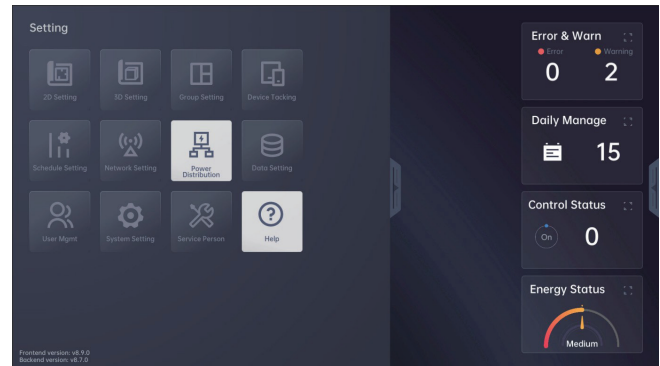 Setting
Error & Warn
Error
Warning
0
2
2D Setting
3D Setting
Group Setting
Device Tacking
Daily Manage
15
Schedule Setting
Network Setting
Power
Distribution
Data Setting
Control Status
On
0
User Mgmt
System Setting
Service Person
Help
Energy Status
Medium
Frontend version: v8.9.0
Bockend version: v8.7.0